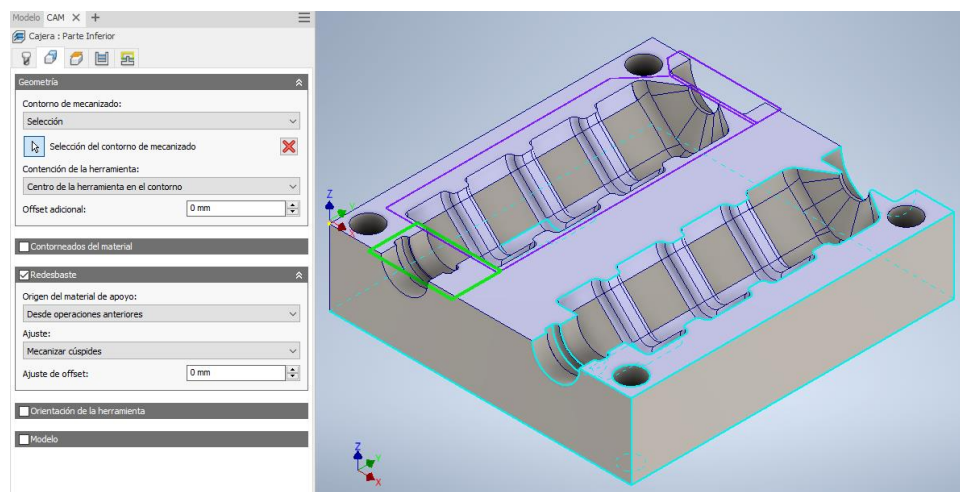 Modelo CAM × +
Cajera : Parte Inferior
Geometría
Contorno de mecanizado:
Selección
Selección del contorno de mecanizado
Contención de la herramienta:
Centro de la herramienta en el contorno
Offset adicional: 0 mm
Contorneados del material
Redesbaste
Origen del material de apoyo:
Desde operaciones anteriores
Ajuste:
Mecanizar cúspides
Ajuste de offset: 0 mm
Orientación de la herramienta
Modelo
Z
Y
X
Z
Y
X